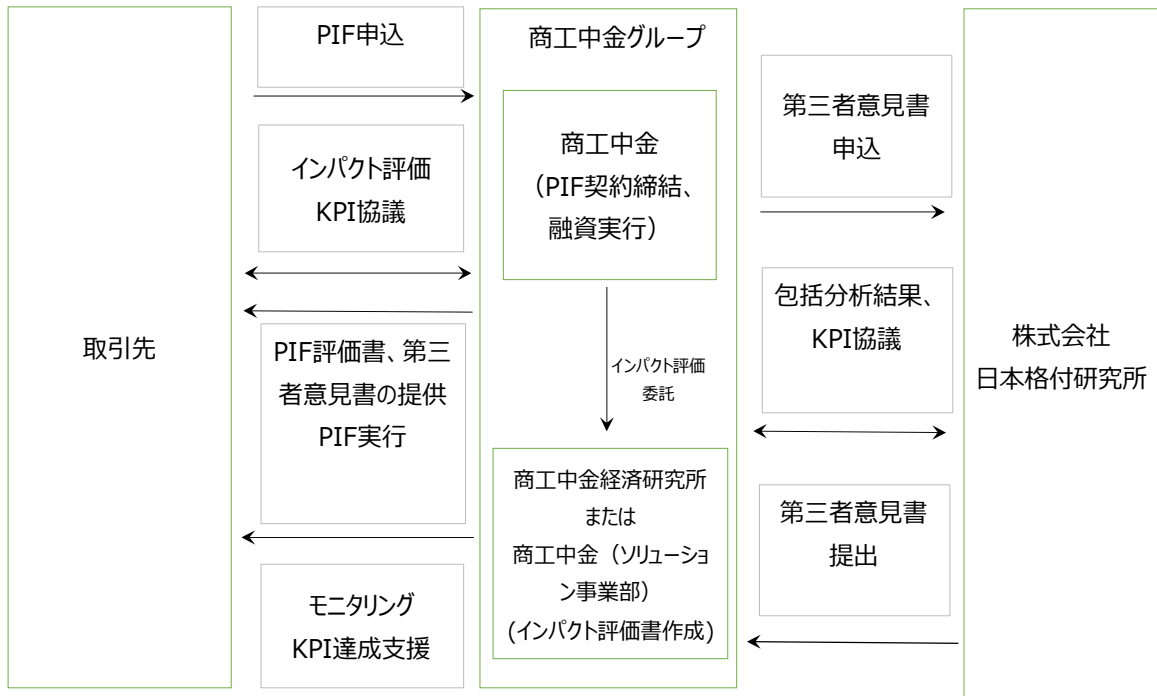 取引先
PIF申込
インパクト評価
KPI協議
PIF評価書、第三
者意見書の提供
PIF実行
モニタリング
KPI達成支援
商工中金グループ
商工中金
（PIF契約締結、
融資実行）
インパクト評価
委託
商工中金経済研究所
または
商工中金（ソリューショ
ン事業部）
(インパクト評価書作成)
第三者意見書
申込
包括分析結果、
KPI協議
第三者意見書
提出
株式会社
日本格付研究所